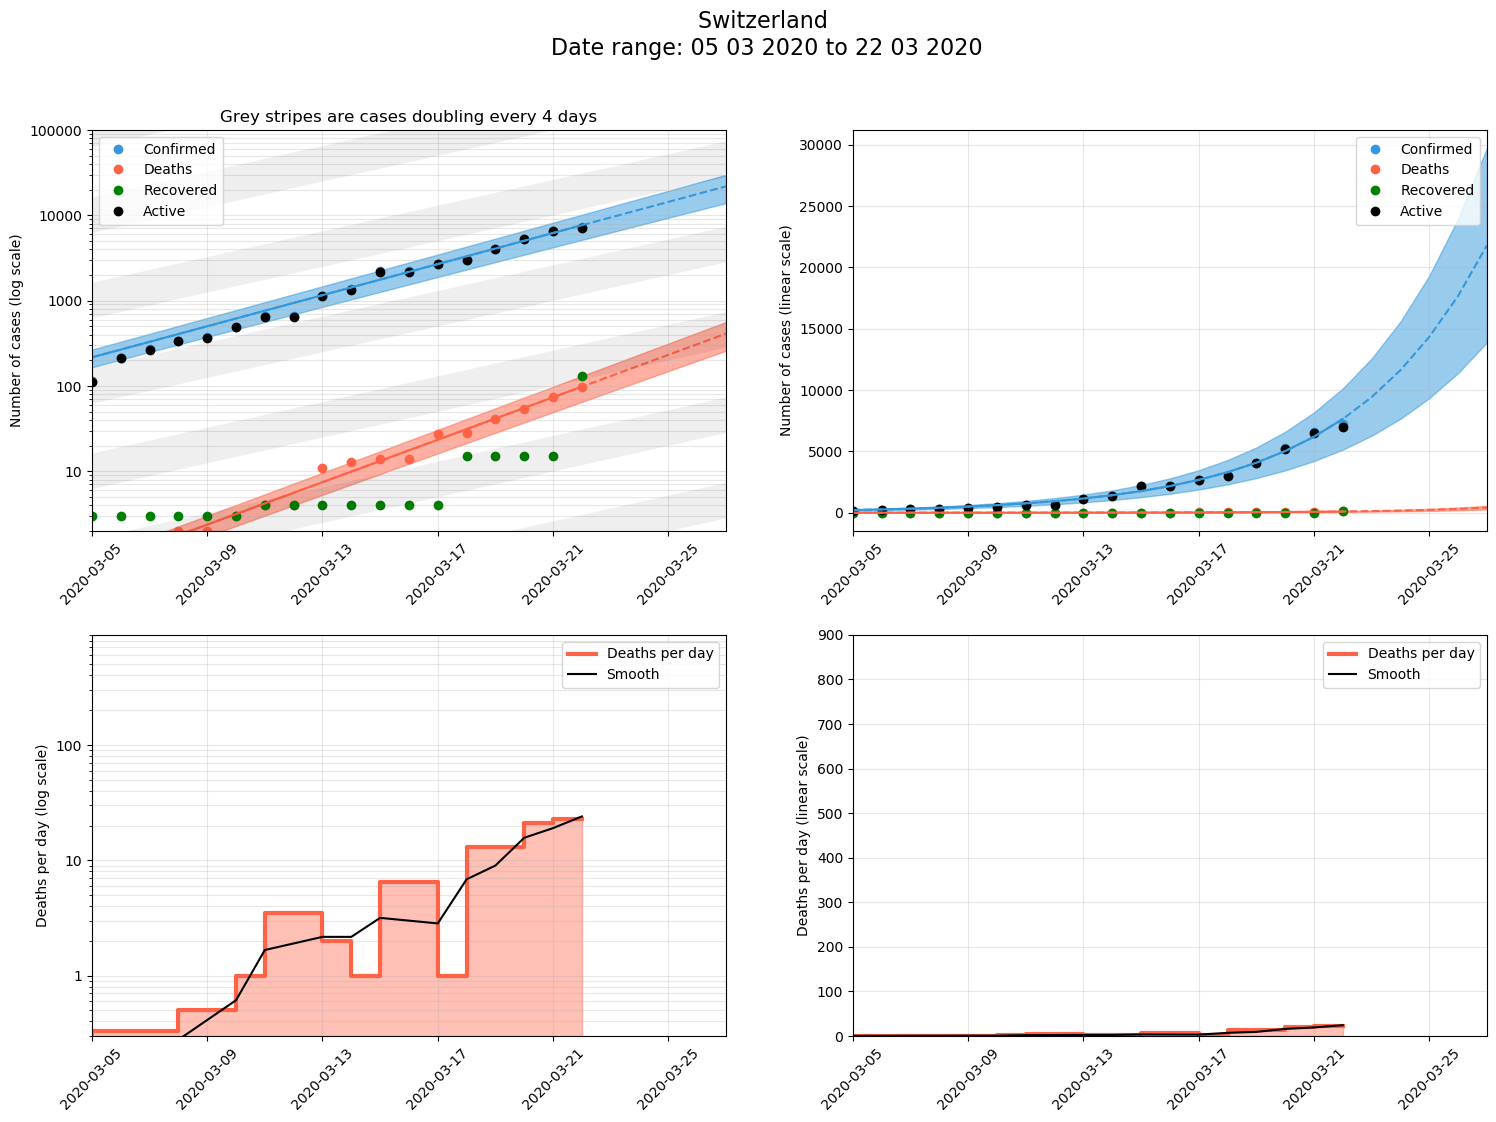 Switzerland
Date range: 05 03 2020 to 22 03 2020
Grey stripes are cases doubling every 4 days
Number of cases (log scale)
100000
10000
1000
100
10
Confirmed
Deaths
Recovered
Active
2020-03-05
2020-03-09
2020-03-13
2020-03-17
2020-03-21
2020-03-25
Number of cases (linear scale)
30000
25000
20000
15000
10000
5000
0
Confirmed
Deaths
Recovered
Active
2020-03-05
2020-03-09
2020-03-13
2020-03-17
2020-03-21
2020-03-25
Deaths per day (log scale)
100
10
1
Deaths per day
Smooth
2020-03-05
2020-03-09
2020-03-13
2020-03-17
2020-03-21
2020-03-25
Deaths per day (linear scale)
900
800
700
600
500
400
300
200
100
0
Deaths per day
Smooth
2020-03-05
2020-03-09
2020-03-13
2020-03-17
2020-03-21
2020-03-25